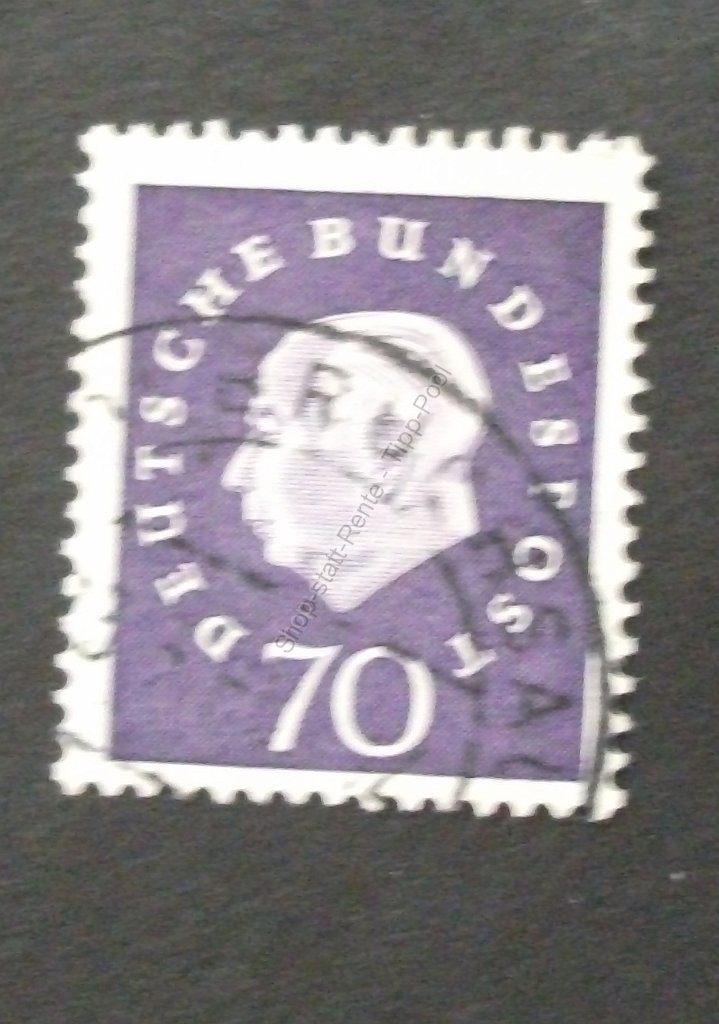 DEUTSCHE BUNDESPOST
70
Shop-statt-Rente - Tipp-Pool